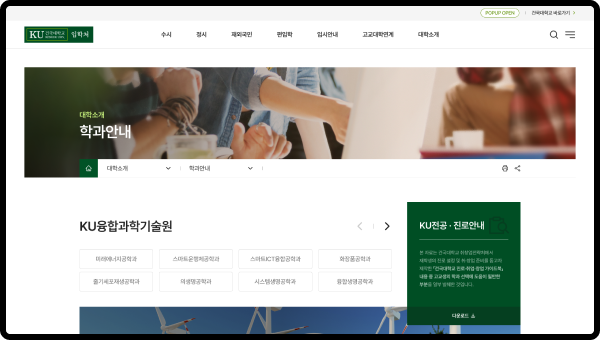 POPUP OPEN
건국대학교 바로가기
KU 건국대학교 입학처
수시 정시 재외국민 편입학 입시안내 고교대학연계 대학소개
대학소개
학과안내
대학소개 학과안내
KU융합과학기술원
미래에너지공학과 스마트운행체공학과 스마트ICT융합공학과 화장품공학과
줄기세포재생공학과 의생명공학과 시스템생명공학과 융합생명공학과
KU전공 · 진로안내
다운로드